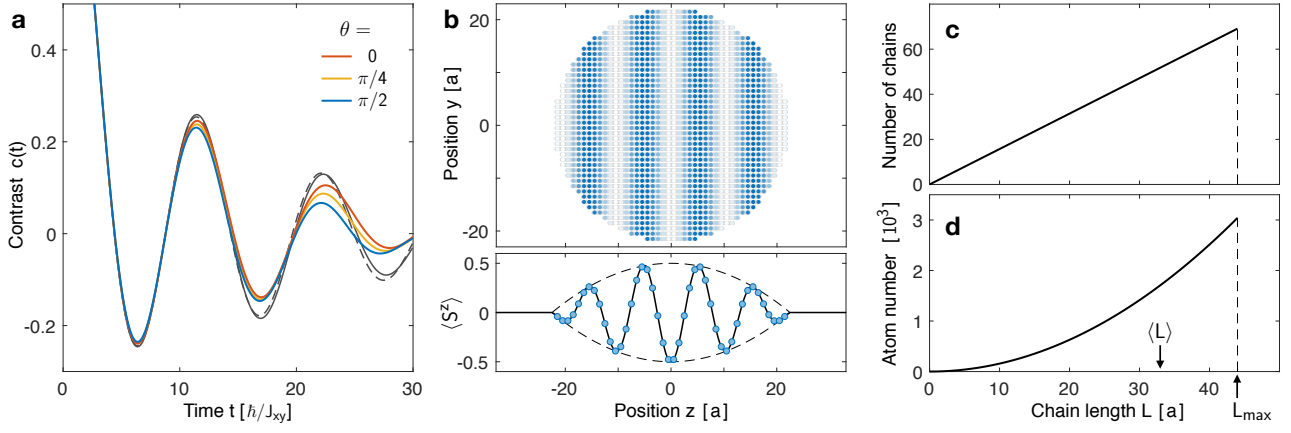 a
0.4
0.2
0
-0.2
Contrast c(t)
θ =
0
π/4
π/2
0
10
20
30
Time t [ħ/J_xy]
b
Position y [a]
20
10
0
-10
-20
⟨S^z⟩
0.5
0
-0.5
-20
0
20
Position z [a]
c
Number of chains
60
40
20
0
d
Atom number [10³]
3
2
1
0
⟨L⟩
0
10
20
30
40
Chain length L [a]
L_max